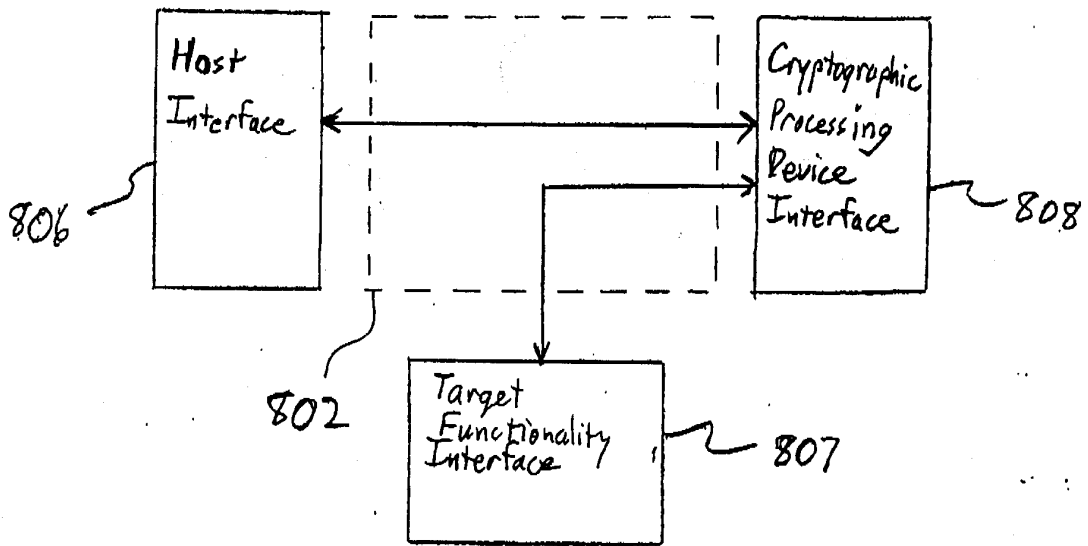 Host
Interface
Cryptographic
Processing
Device
Interface
806
808
802
Target
Functionality
Interface
807